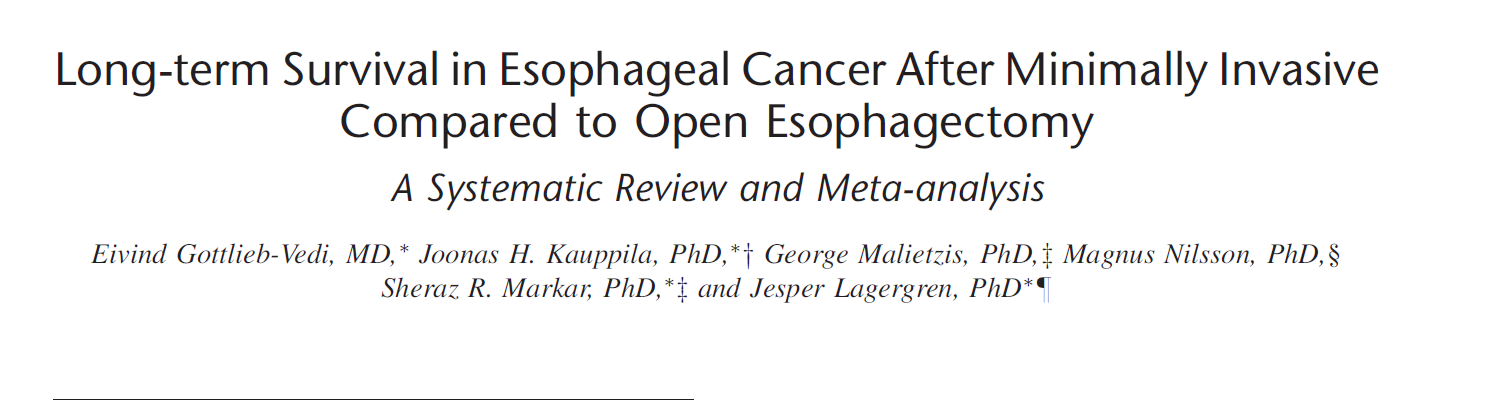 Long-term Survival in Esophageal Cancer After Minimally Invasive
Compared to Open Esophagectomy
A Systematic Review and Meta-analysis
Eivind Gottlieb-Vedi, MD,* Joonas H. Kauppila, PhD,*† George Malietzis, PhD,‡ Magnus Nilsson, PhD,§
Sheraz R. Markar, PhD,*‡ and Jesper Lagergren, PhD*¶